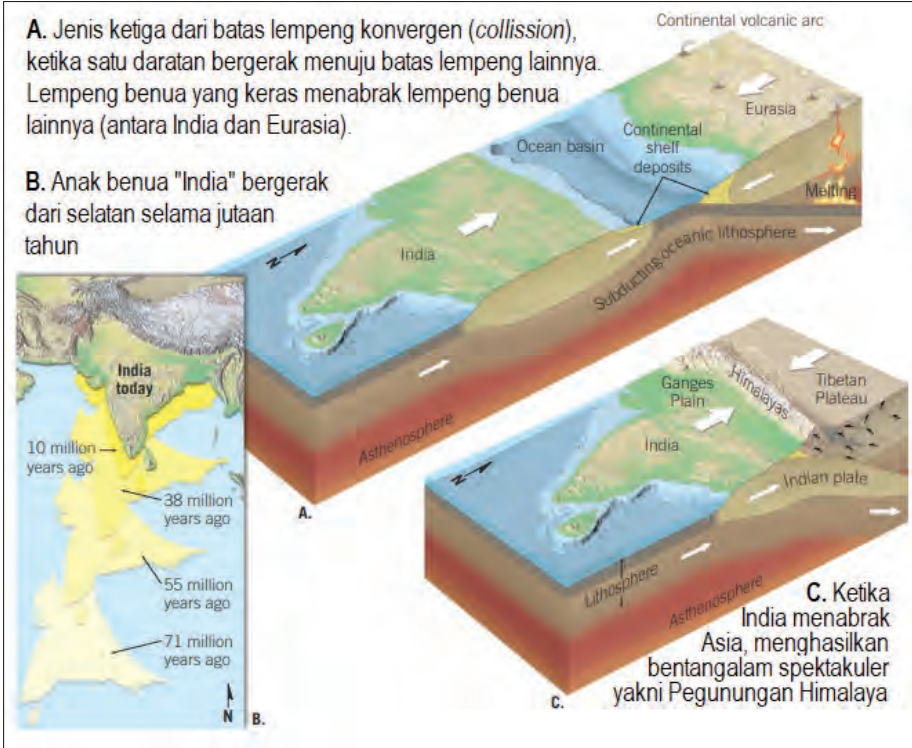 A. Jenis ketiga dari batas lempeng konvergen (collission),
ketika satu daratan bergerak menuju batas lempeng lainnya.
Lempeng benua yang keras menabrak lempeng benua
lainnya (antara India dan Eurasia).
Continental volcanic arc
Eurasia
Ocean basin
Continental
shelf
deposits
Melting
India
Subducting oceanic lithosphere
N
Asthenosphere
A.
B. Anak benua "India" bergerak
dari selatan selama jutaan
tahun
India
today
10 million
years ago
38 million
years ago
55 million
years ago
71 million
years ago
N
B.
Ganges
Plain
Himalayas
Tibetan
Plateau
India
Indian plate
N
Lithosphere
Asthenosphere
C.
C. Ketika
India menabrak
Asia, menghasilkan
bentangalam spektakuler
yakni Pegunungan Himalaya